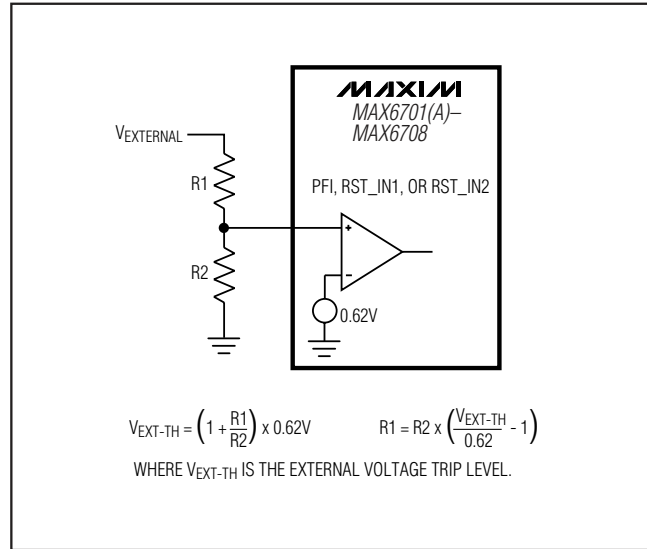 MAXIM
MAX6701(A)–
MAX6708
VEXTERNAL
R1
PFI, RST_IN1, OR RST_IN2
+
R2
–
0.62V
VEXT-TH = (1 + R1/R2) x 0.62V
R1 = R2 x (VEXT-TH/0.62 - 1)
WHERE VEXT-TH IS THE EXTERNAL VOLTAGE TRIP LEVEL.